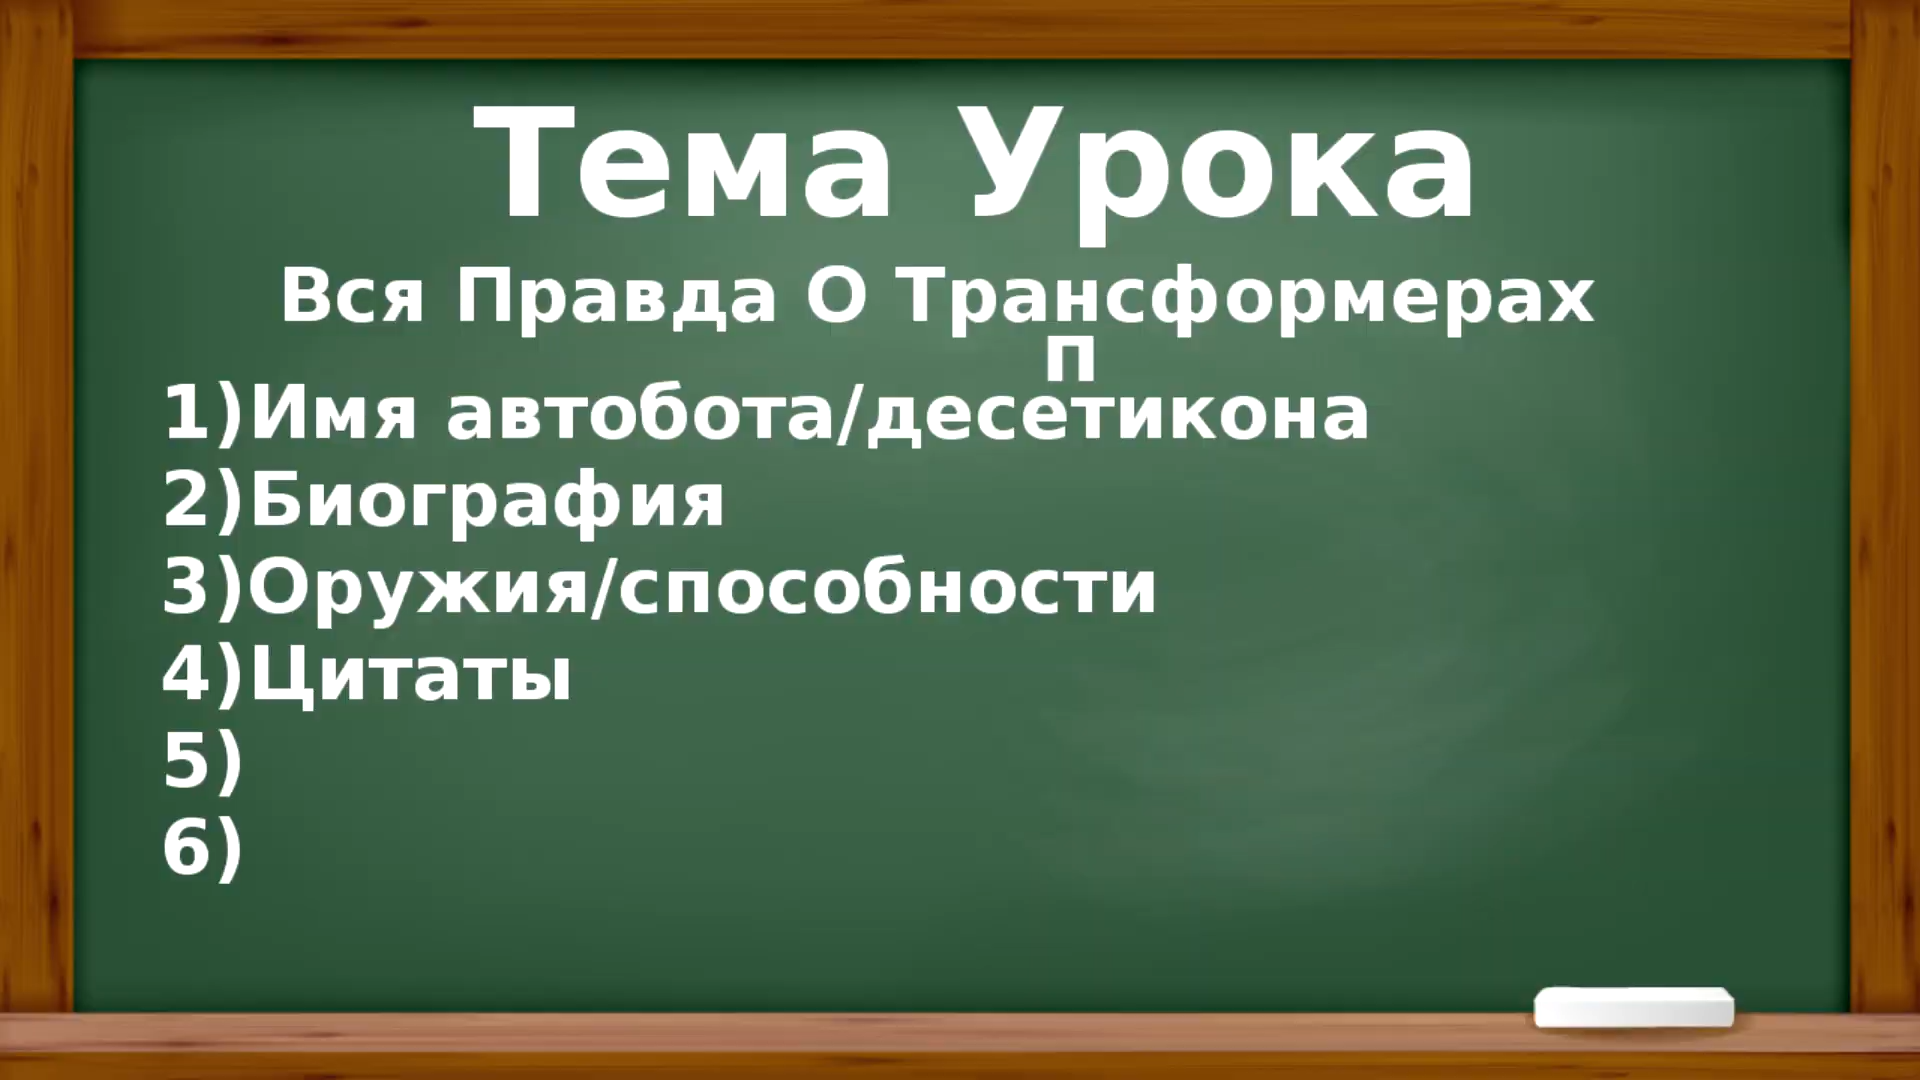 Тема Урока
Вся Правда О Трансформерах
п
1)Имя автобота/десетикона
2)Биография
3)Оружия/способности
4)Цитаты
5)
6)